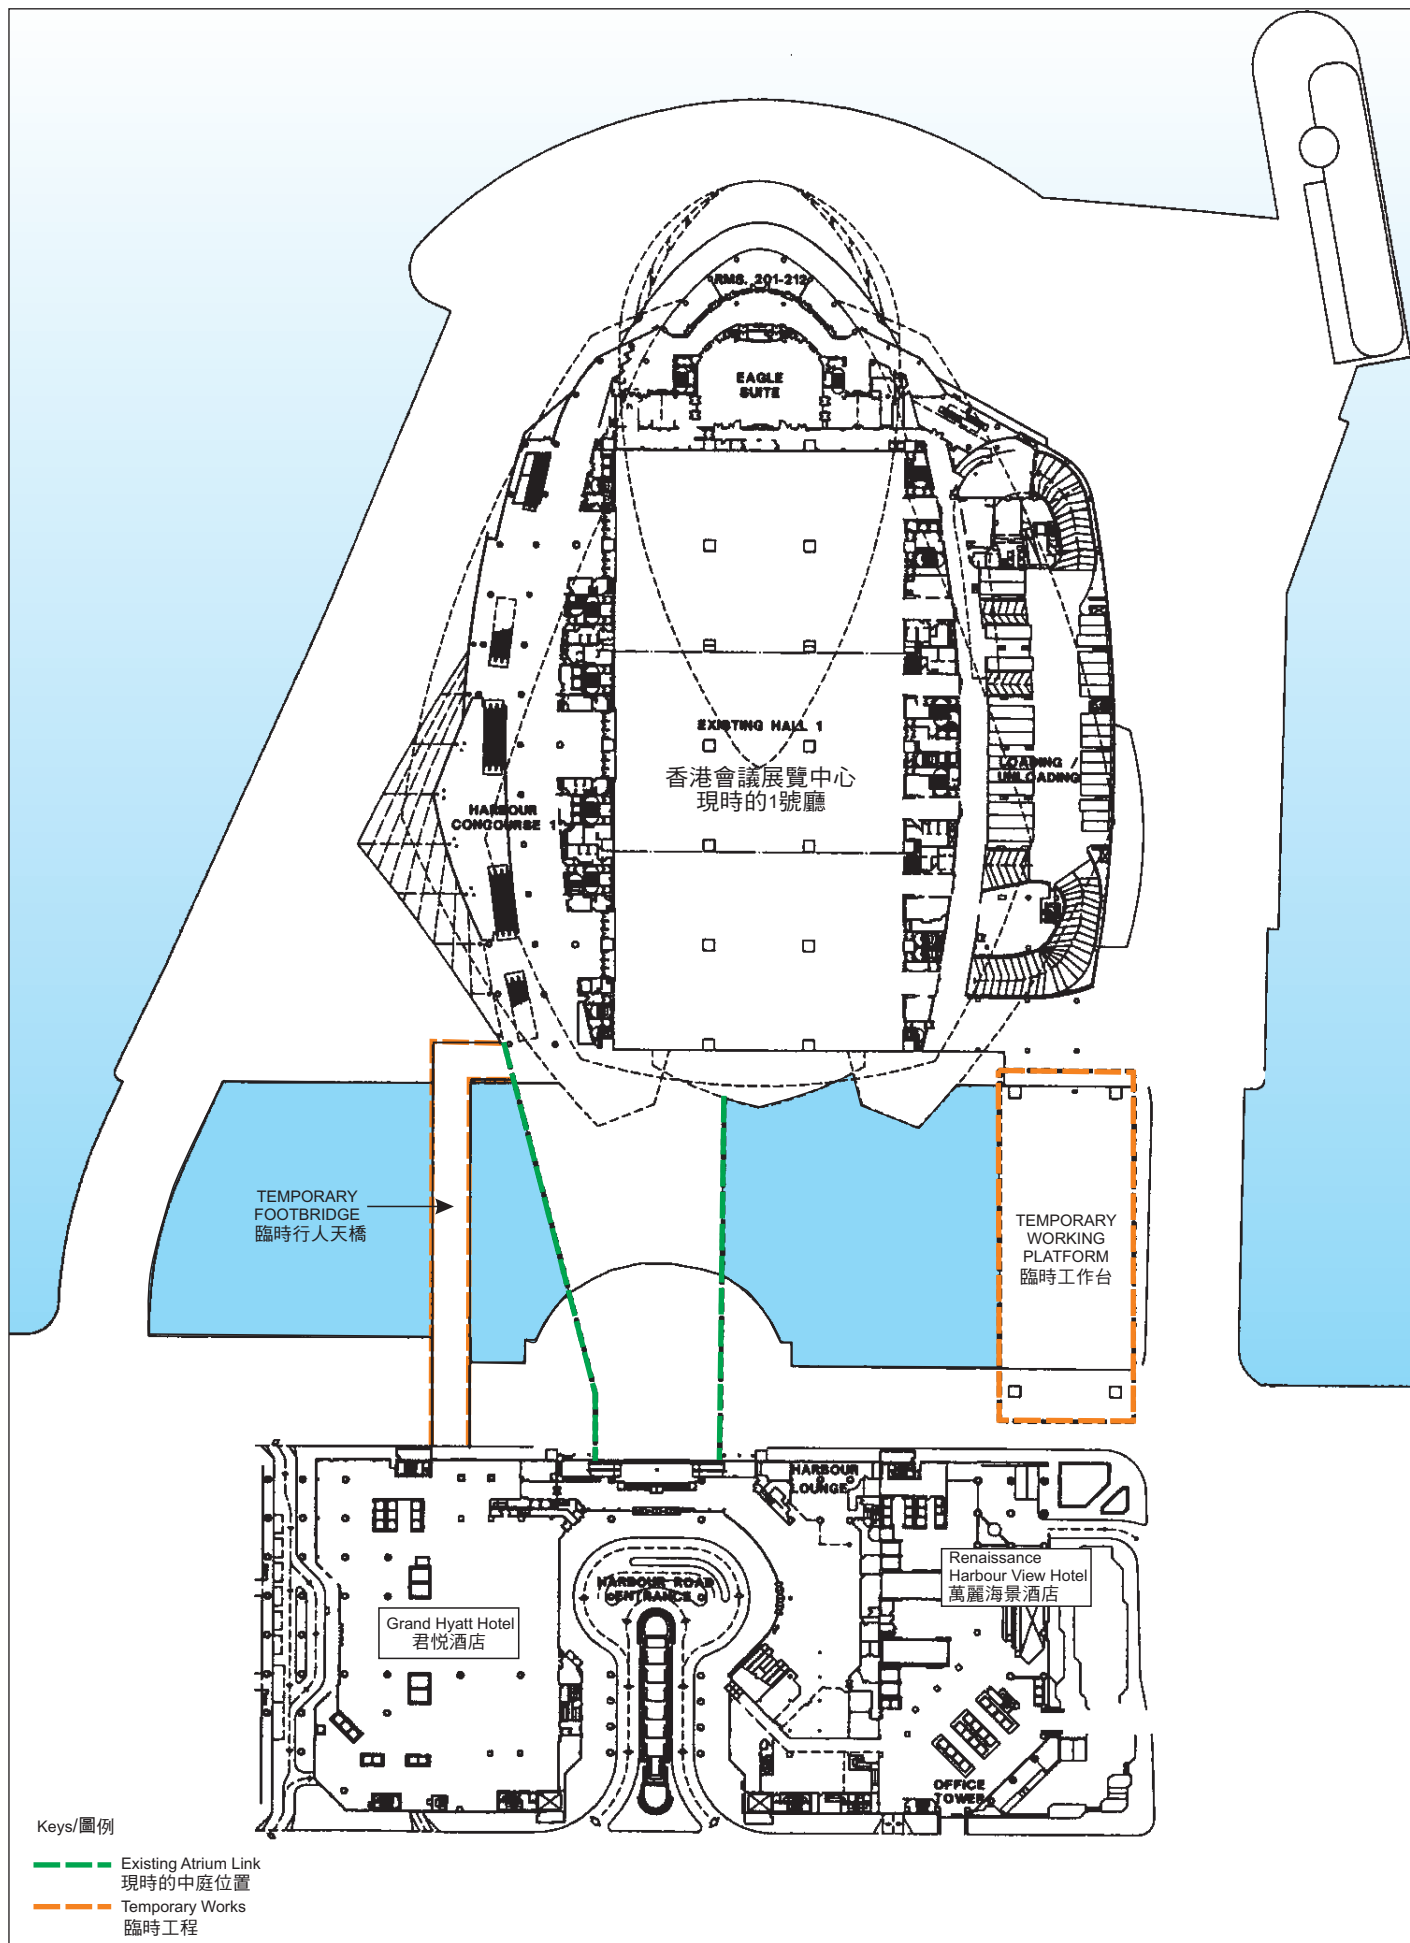 RMS. 201-212
EAGLE
SUITE
EXISTING HALL 1
香港會議展覽中心
現時的1號廳
LOADING /
UNLOADING
HARBOUR
CONCOURSE 1
TEMPORARY
FOOTBRIDGE
臨時行人天橋
TEMPORARY
WORKING
PLATFORM
臨時工作台
HARBOUR
LOUNGE
HARBOUR ROAD
ENTRANCE
Renaissance
Harbour View Hotel
萬麗海景酒店
Grand Hyatt Hotel
君悦酒店
OFFICE
TOWER
Keys/圖例
Existing Atrium Link
現時的中庭位置
Temporary Works
臨時工程